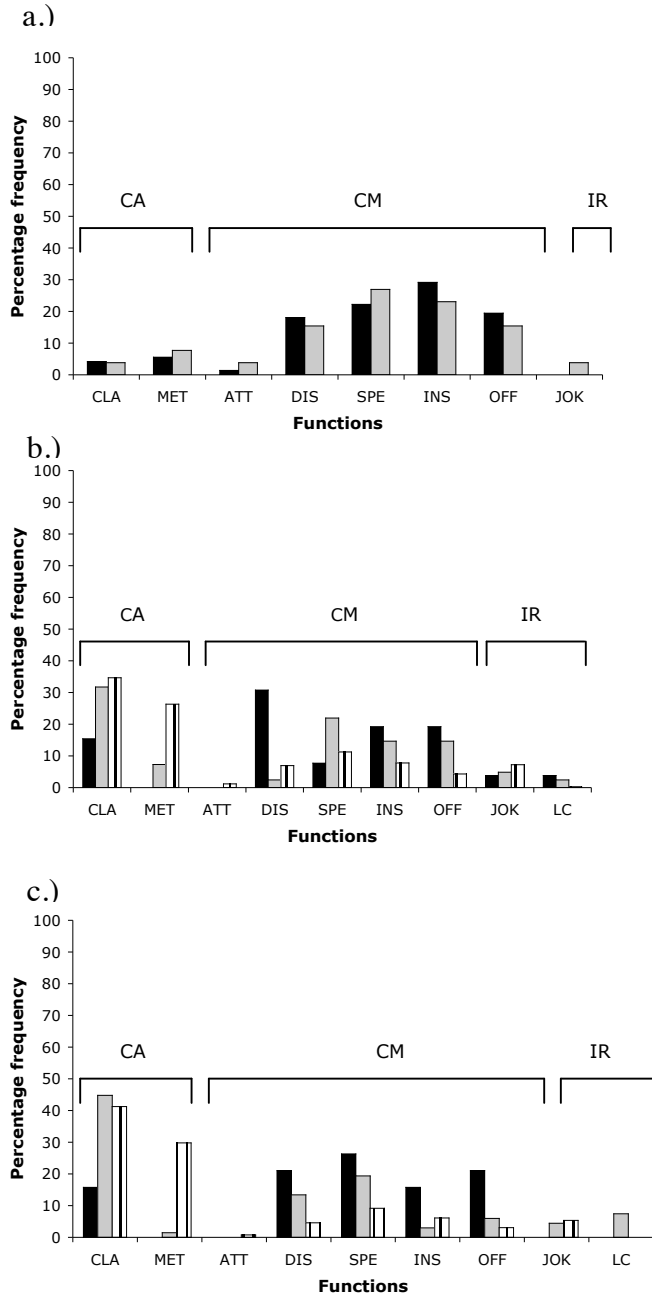 a.)
100
90
80
70
60
50
40
30
20
10
0
Percentage frequency
CA CM IR
CLA MET ATT DIS SPE INS OFF JOK
Functions
b.)
100
90
80
70
60
50
40
30
20
10
0
Percentage frequency
CA CM IR
CLA MET ATT DIS SPE INS OFF JOK LC
Functions
c.)
100
90
80
70
60
50
40
30
20
10
0
Percentage frequency
CA CM IR
CLA MET ATT DIS SPE INS OFF JOK LC
Functions